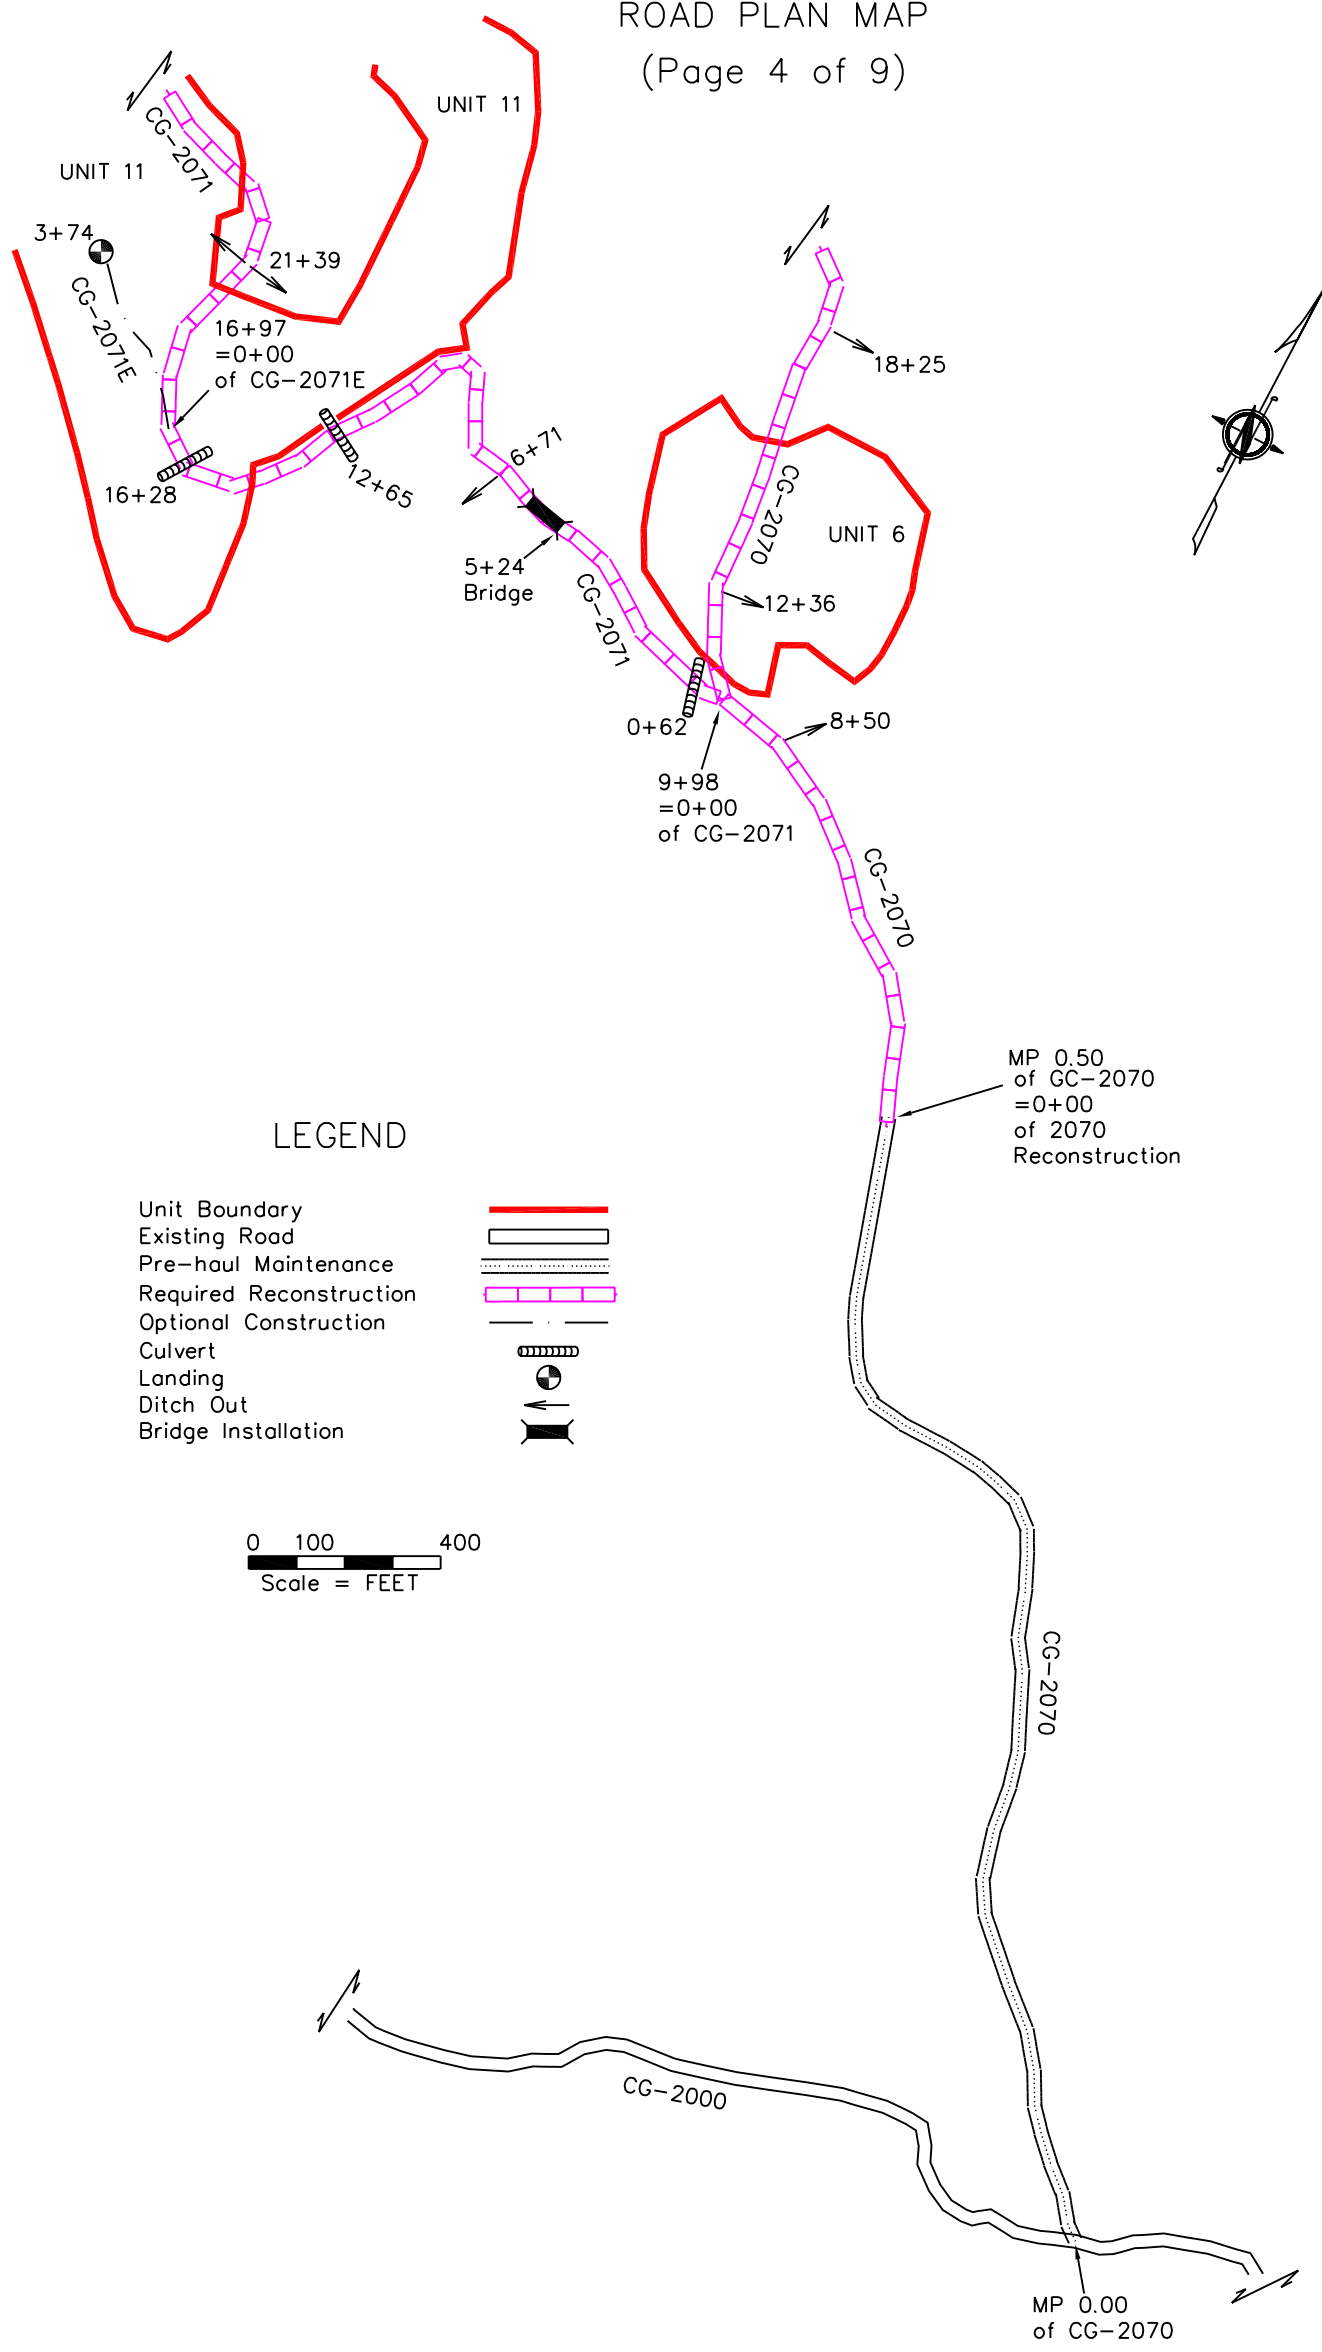 ROAD PLAN MAP
(Page 4 of 9)
UNIT 11
CG-2071
UNIT 11
3+74
21+39
CG-2071E
16+97
=0+00
of CG-2071E
18+25
6+71
12+65
16+28
CG-2070
UNIT 6
5+24
Bridge
CG-2071
12+36
0+62
8+50
9+98
=0+00
of CG-2071
CG-2070
MP 0.50
of GC-2070
=0+00
of 2070
Reconstruction
LEGEND
Unit Boundary
Existing Road
Pre-haul Maintenance
Required Reconstruction
Optional Construction
Culvert
Landing
Ditch Out
Bridge Installation
0 100 400
Scale = FEET
CG-2070
CG-2000
MP 0.00
of CG-2070